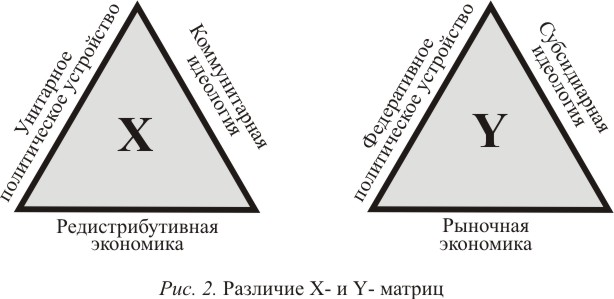 Унитарное
политическое устройство
Коммунитарная
идеология
X
Редистрибутивная
экономика
Федеративное
политическое устройство
Субсидиарная
идеология
Y
Рыночная
экономика
Рис. 2. Различие X- и Y- матриц